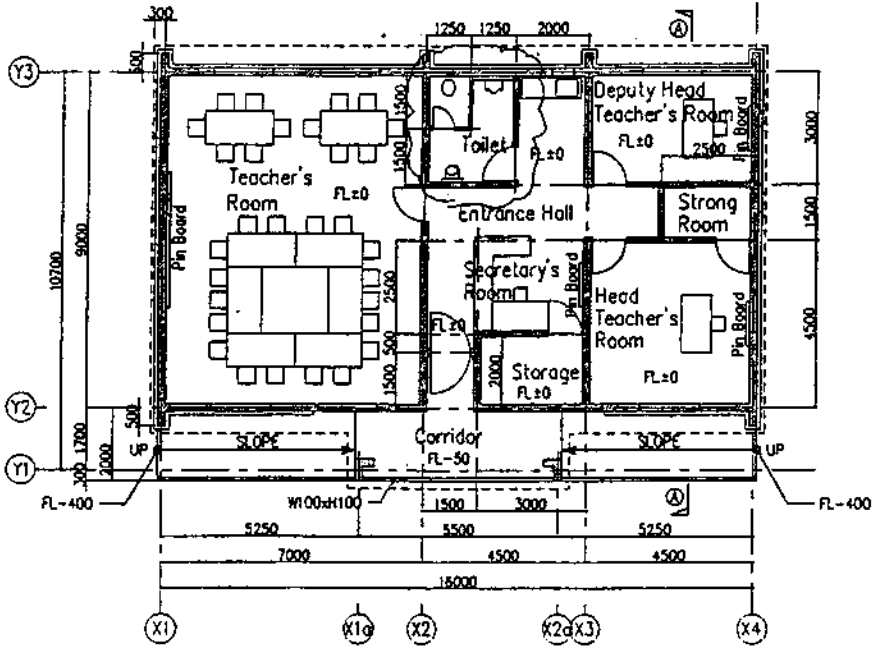 300
1250 1250 2000
A
500
Y3
1500
Deputy Head
Teacher's Room
FL±0
2500
Pin Board
3000
Toilet
FL±0
1500
Teacher's
Room
FL±0
Entrance Hall
Strong
Room
1500
Pin Board
10700
9000
Secretary's
Room
Pin Board
2500
Head
Teacher's
Room
Pin Board
4500
FL±0
500
2000
Storage
FL±0
FL±0
1500
Y2
500
1700
2000
Corridor
FL-50
SLOPE
UP
SLOPE
UP
Y1
300
FL-400
W100xH100
1500 3000
A
FL-400
5250 5500 5250
7000 4500 4500
16000
X1 X1a X2 X2a X3 X4